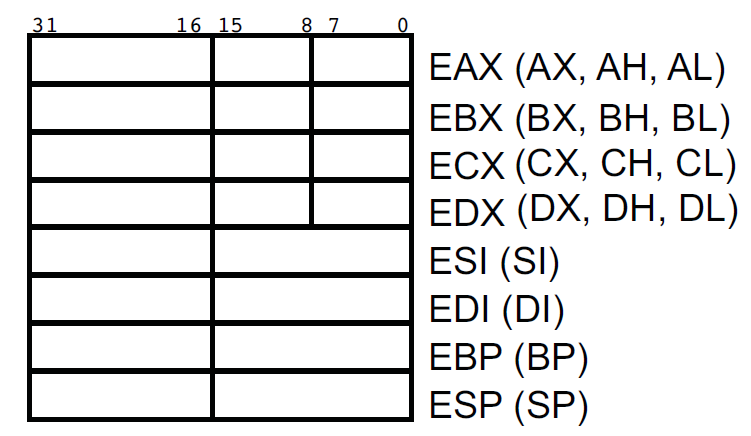 31 16 15 8 7 0
EAX (AX, AH, AL)
EBX (BX, BH, BL)
ECX (CX, CH, CL)
EDX (DX, DH, DL)
ESI (SI)
EDI (DI)
EBP (BP)
ESP (SP)